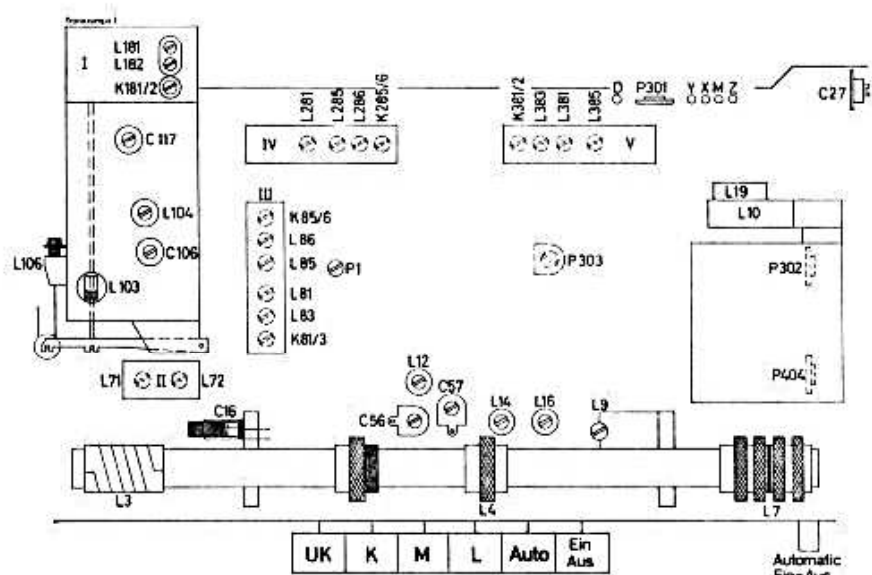 I
L181
L182
K181/2
C117
L104
C106
L106
L103
L281
L285
L286
K285/6
IV
K381/2
L383
L381
L385
V
D
P301
Y X M Z
C27
III
K85/6
L86
L85
L81
L83
K81/3
P1
P303
L19
L10
P302
P404
L71
II
L72
C16
L12
C57
C56
L14
L16
L9
L3
L4
L7
UK
K
M
L
Auto
Ein
Aus
Automatic